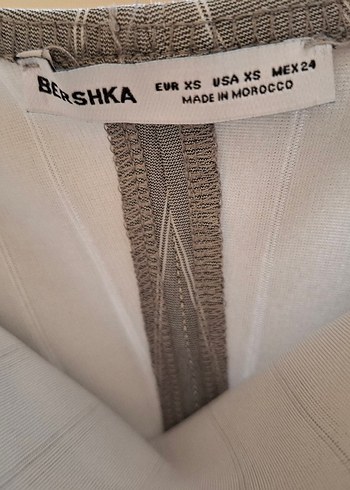 BERSHKA
EUR XS USA XS MEX 24
MADE IN MOROCCO